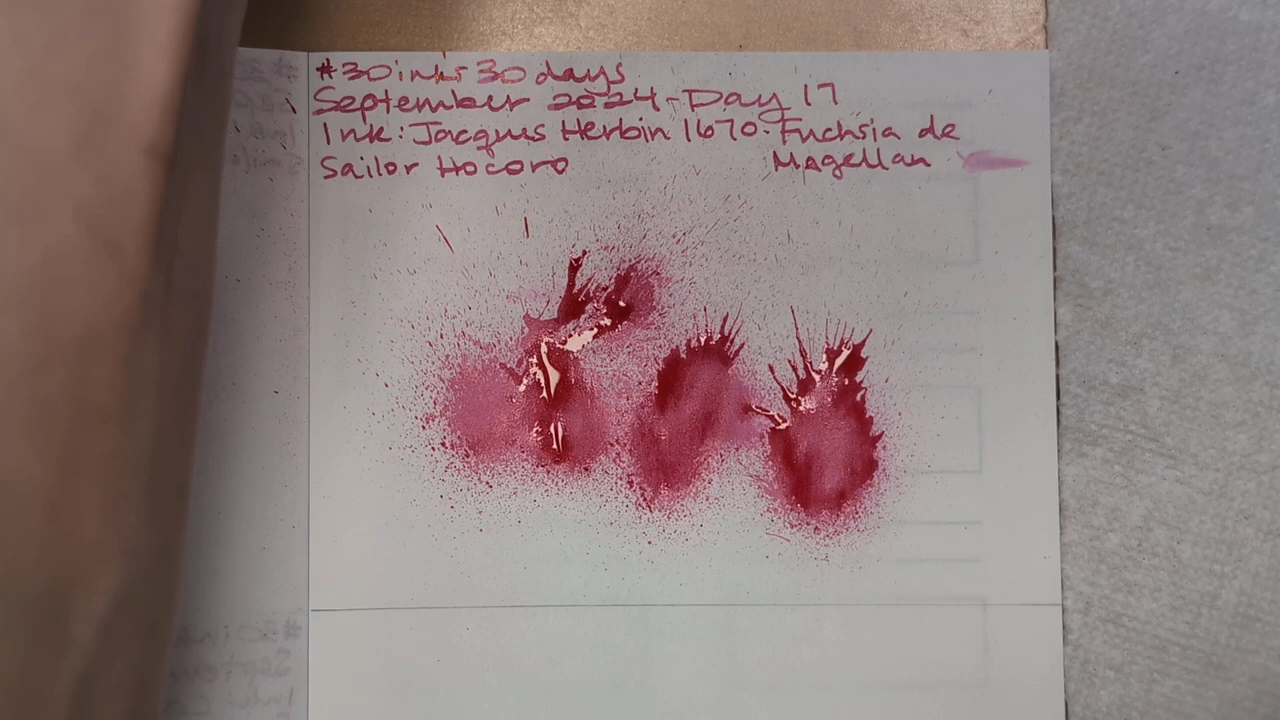 #30inks30days
September 2024-Day 17
Ink: Jacques Herbin 1670-Fuchsia de
Sailor Hocoro Magellan